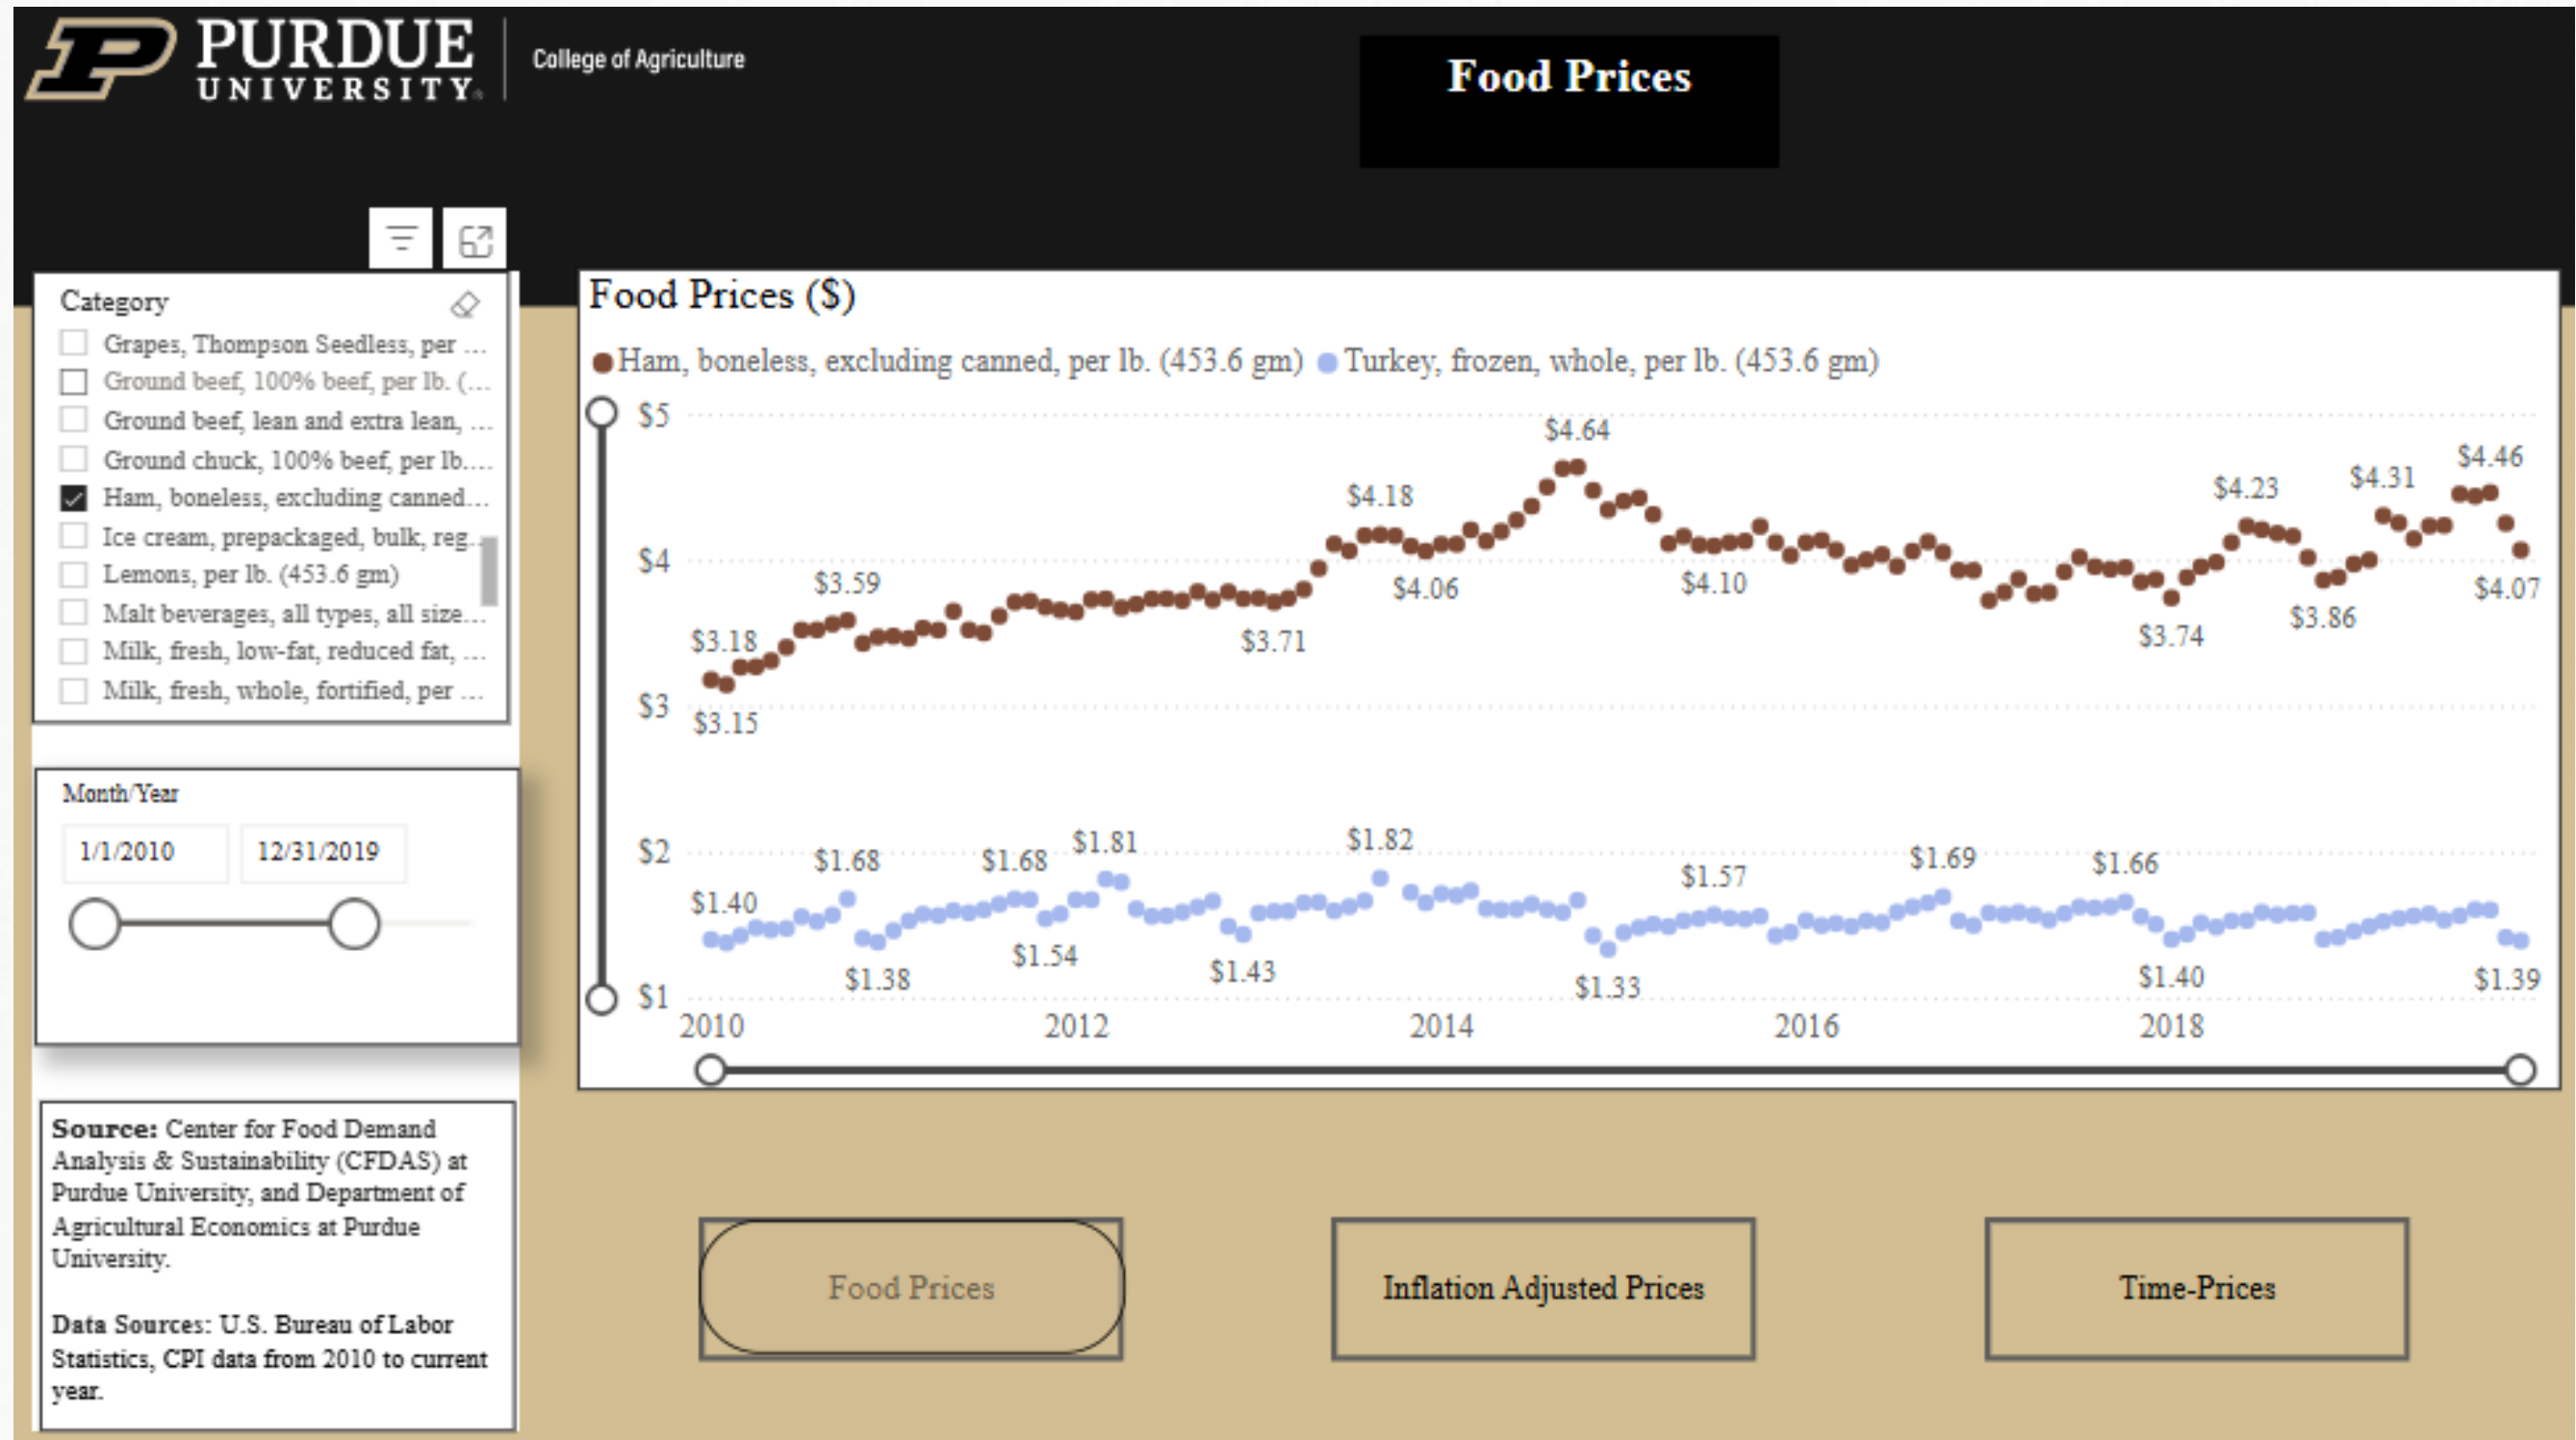 PURDUE
UNIVERSITY
College of Agriculture
Food Prices
Category
Grapes, Thompson Seedless, per ...
Ground beef, 100% beef, per lb. (...
Ground beef, lean and extra lean, ...
Ground chuck, 100% beef, per lb....
Ham, boneless, excluding canned...
Ice cream, prepackaged, bulk, reg...
Lemons, per lb. (453.6 gm)
Malt beverages, all types, all size...
Milk, fresh, low-fat, reduced fat, ...
Milk, fresh, whole, fortified, per ...
Month/Year
1/1/2010 12/31/2019
Source: Center for Food Demand
Analysis & Sustainability (CFDAS) at
Purdue University, and Department of
Agricultural Economics at Purdue
University.
Data Sources: U.S. Bureau of Labor
Statistics, CPI data from 2010 to current
year.
Food Prices ($)
Ham, boneless, excluding canned, per lb. (453.6 gm) Turkey, frozen, whole, per lb. (453.6 gm)
$5
$4.64
$4.46
$4.31
$4.23
$4.18
$4
$3.59
$4.06
$4.10
$4.07
$3.86
$3.18
$3.71
$3.74
$3
$3.15
$2
$1.81
$1.82
$1.68
$1.68
$1.69
$1.66
$1.57
$1.40
$1.54
$1.38
$1.43
$1.33
$1.40
$1.39
$1
2010 2012 2014 2016 2018
Food Prices
Inflation Adjusted Prices
Time-Prices